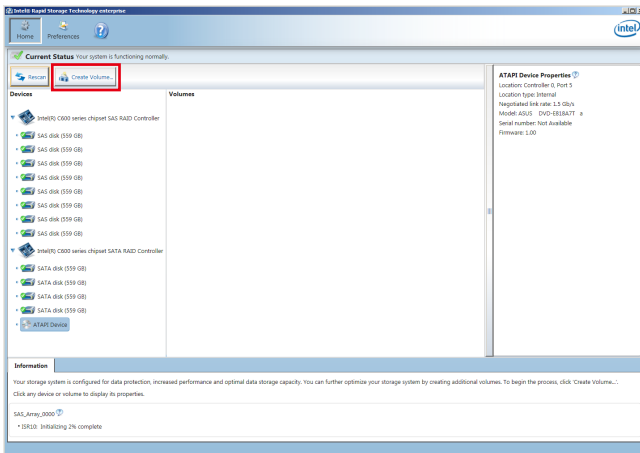 Intel® Rapid Storage Technology enterprise
Home
Preferences
intel
Current Status Your system is functioning normally.
Rescan
Create Volume...
Devices
Volumes
Intel(R) C600 series chipset SAS RAID Controller
SAS disk (559 GB)
SAS disk (559 GB)
SAS disk (559 GB)
SAS disk (559 GB)
SAS disk (559 GB)
SAS disk (559 GB)
SAS disk (559 GB)
SAS disk (559 GB)
Intel(R) C600 series chipset SATA RAID Controller
SATA disk (559 GB)
SATA disk (559 GB)
SATA disk (559 GB)
SATA disk (559 GB)
ATAPI Device
ATAPI Device Properties
Location: Controller 0, Port 5
Location type: Internal
Negotiated link rate: 1.5 Gb/s
Model: ASUS DVD-E818A7T a
Serial number: Not Available
Firmware: 1.00
Information
Your storage system is configured for data protection, increased performance and optimal data storage capacity. You can further optimize your storage system by creating additional volumes. To begin the process, click 'Create Volume...'.
Click any device or volume to display its properties.
SAS_Array_0000
• ISR10: Initializing 2% complete